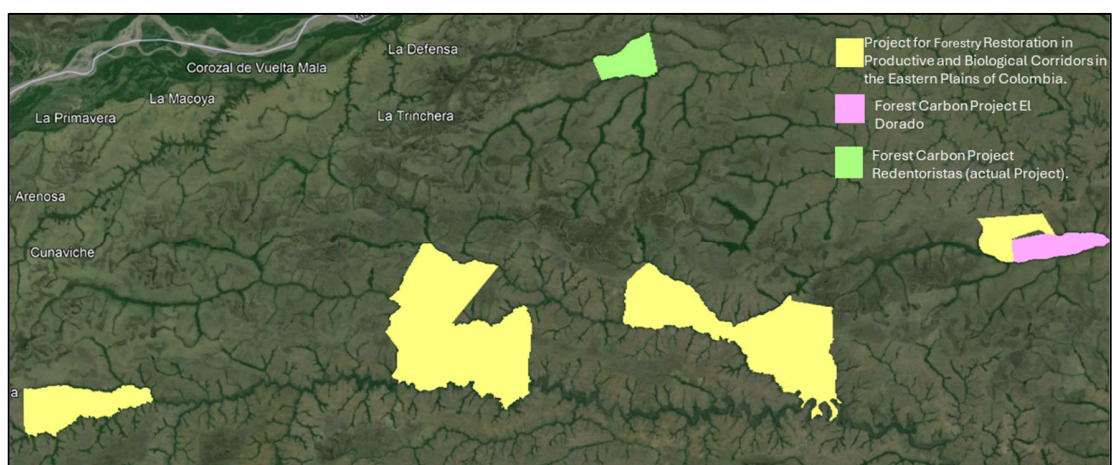 La Defensa
Corozal de Vuelta Mala
La Macoya
La Primavera
La Trinchera
Arenosa
Cunaviche
a
Project for Forestry Restoration in
Productive and Biological Corridors in
the Eastern Plains of Colombia.
Forest Carbon Project El
Dorado
Forest Carbon Project
Redentoristas (actual Project).